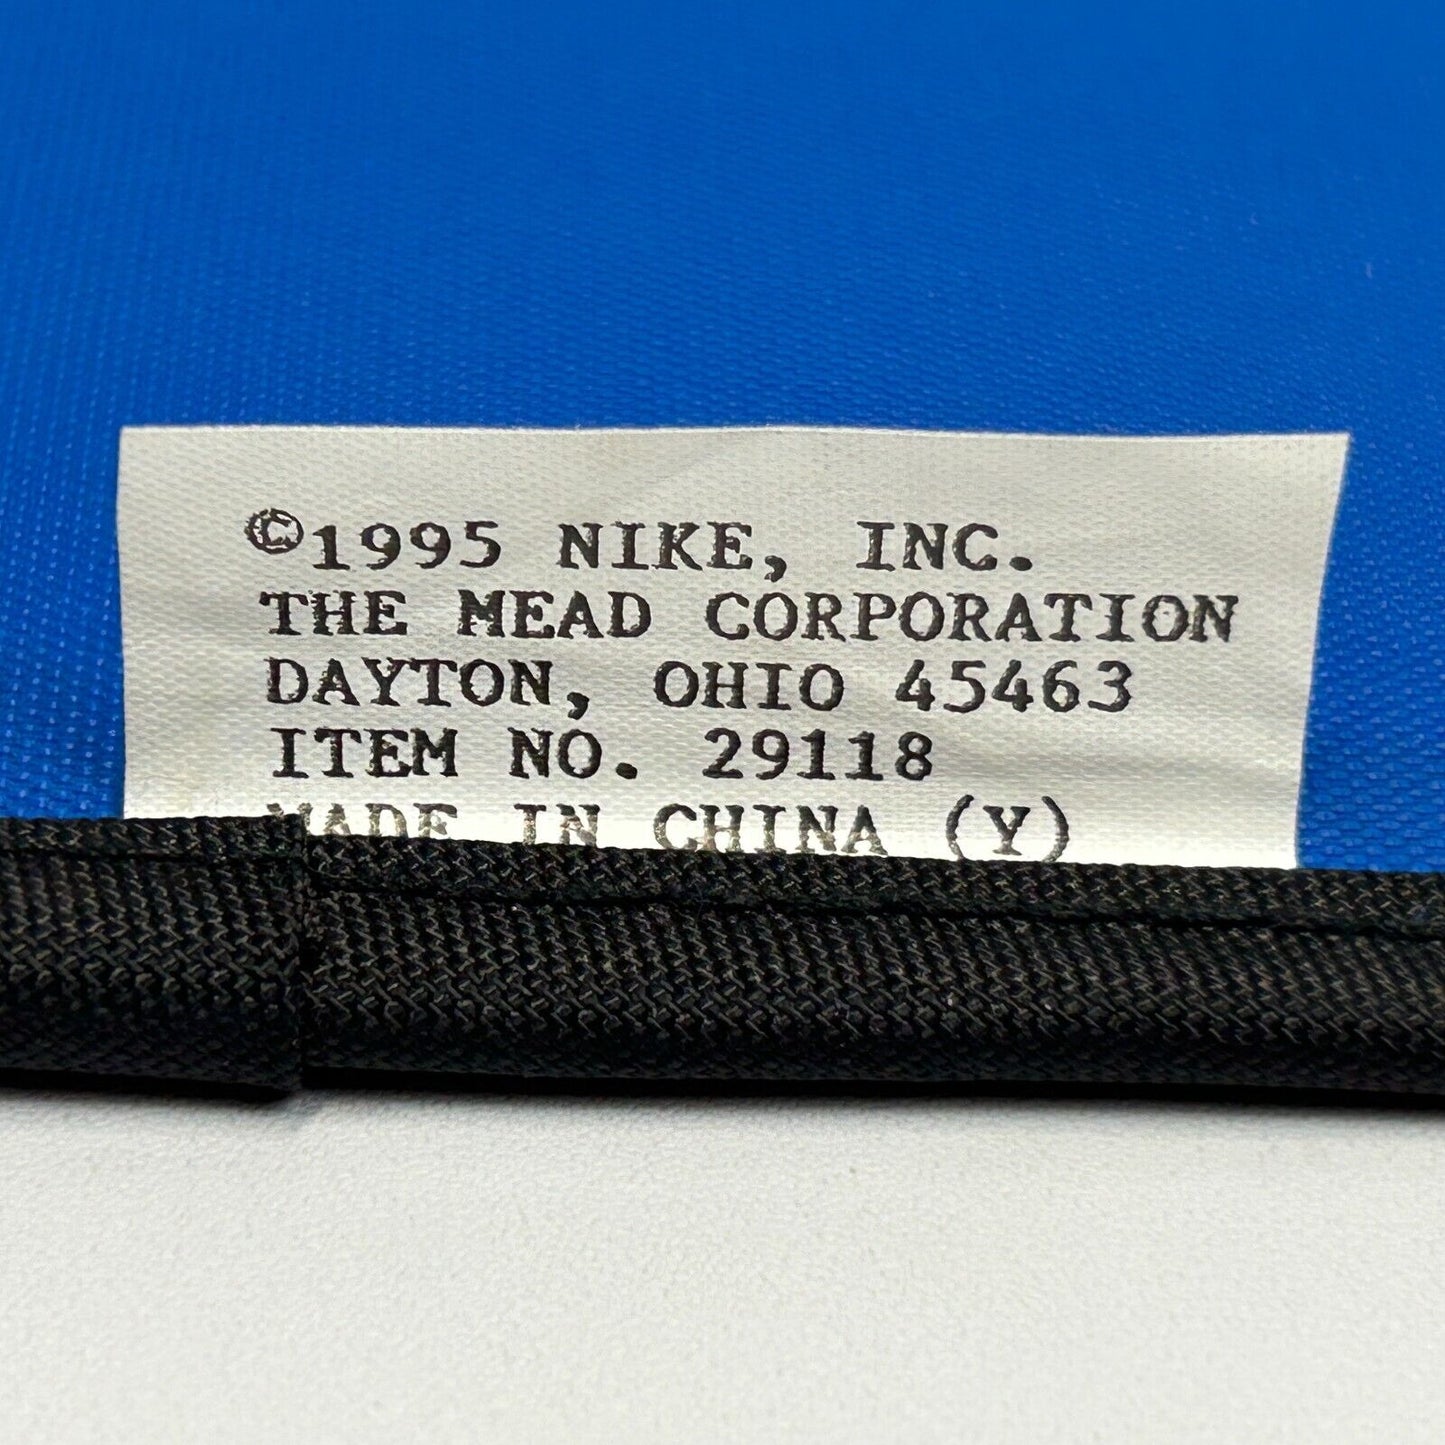 ©1995 NIKE, INC.
THE MEAD CORPORATION
DAYTON, OHIO 45463
ITEM NO. 29118
MADE IN CHINA (Y)